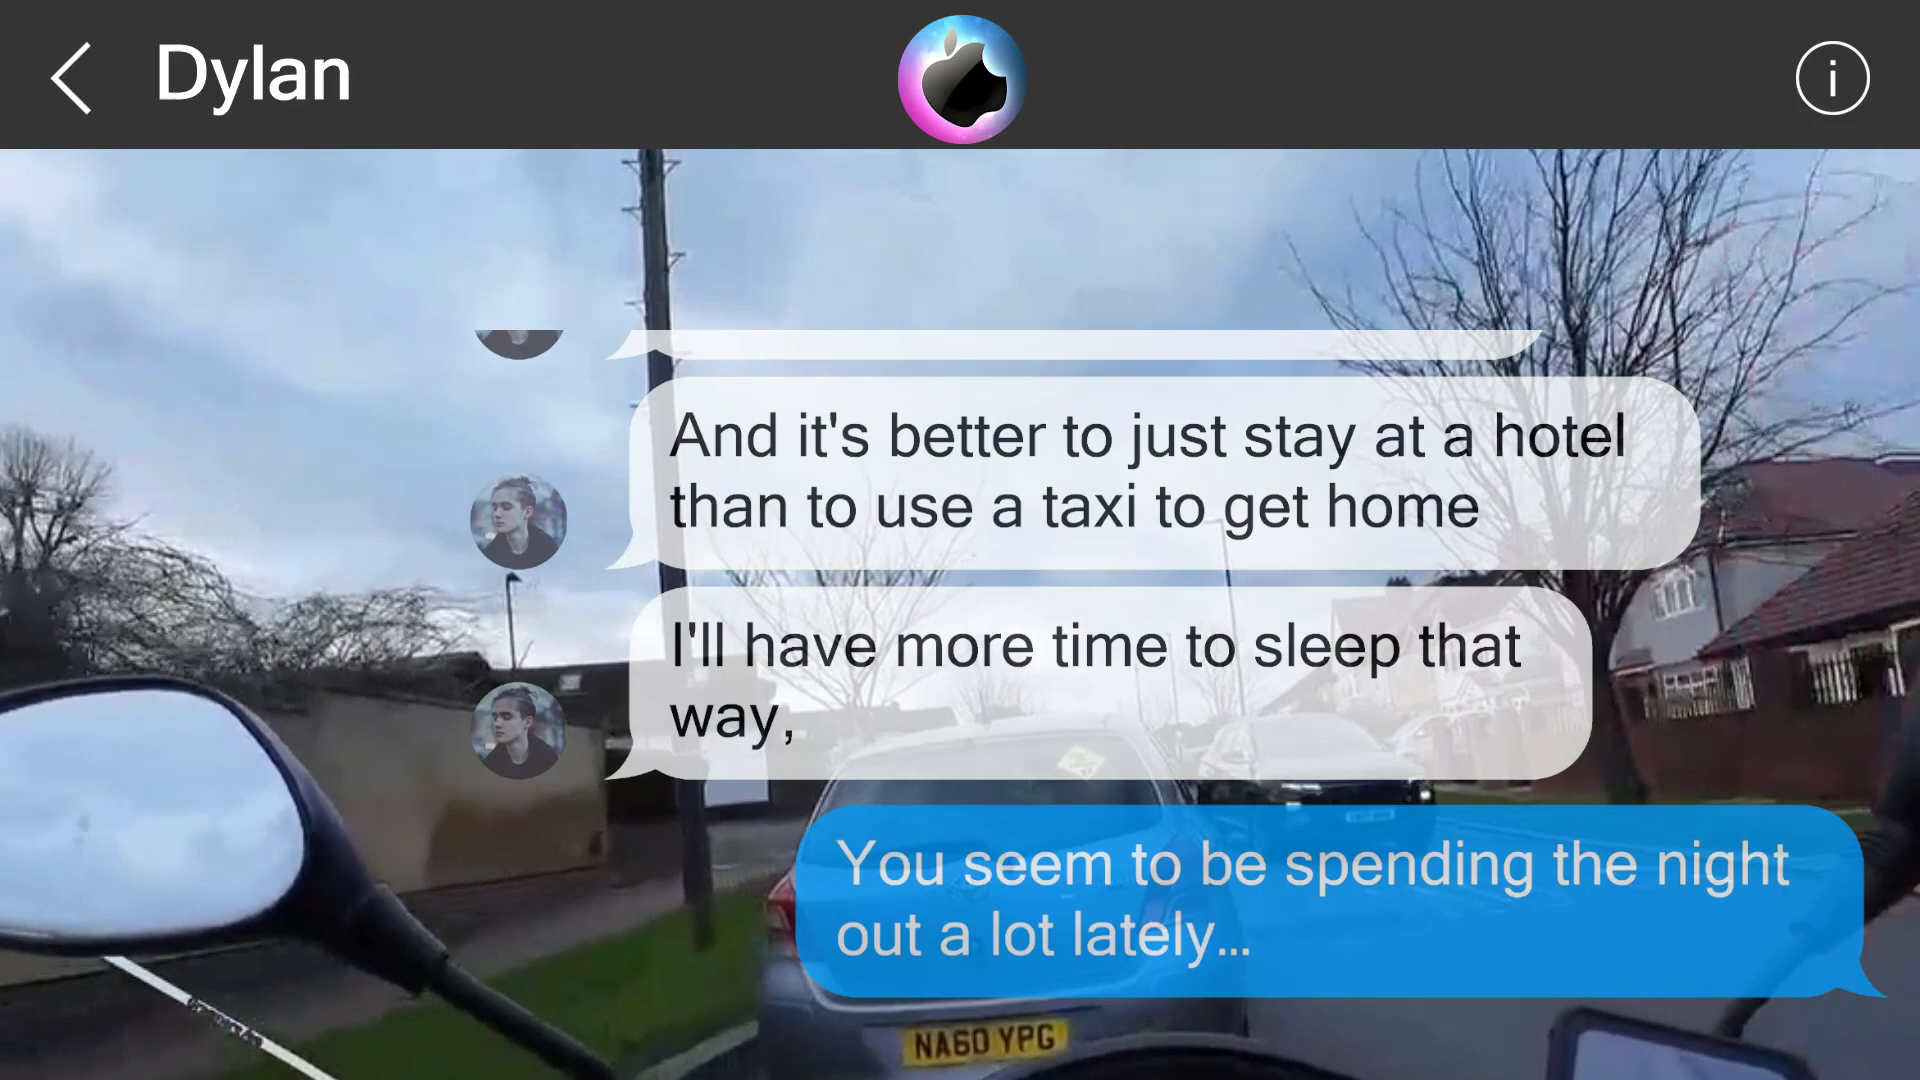 Dylan
And it's better to just stay at a hotel
than to use a taxi to get home
I'll have more time to sleep that
way,
You seem to be spending the night
out a lot lately...
NA60 YPG